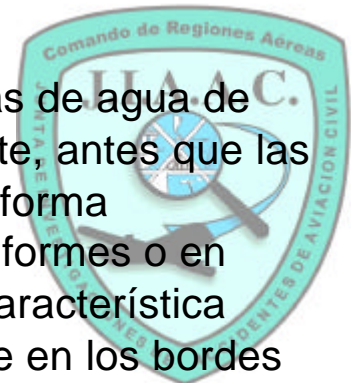 Comando de Regiones Aéreas
J.I.A.A.C.
JUNTA DE INVESTIGACIONES DE ACCIDENTES DE AVIACION CIVIL
as de agua de
te, antes que las
forma
formes o en
aracterística
e en los bordes